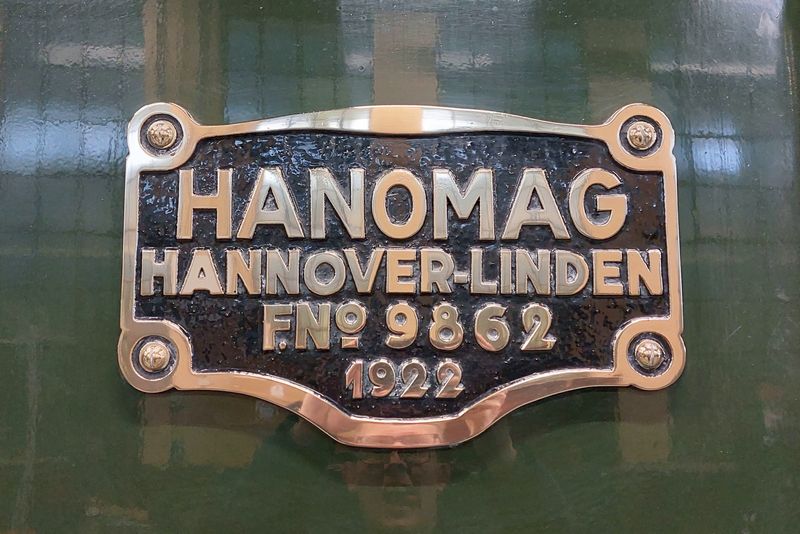 HANOMAG
HANNOVER-LINDEN
F.Nº 9862
1922